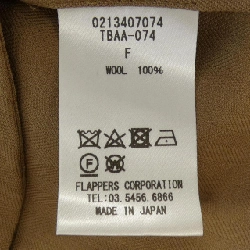 0213407074
TBAA-074
F
WOOL 100%
F
W
FLAPPERS CORPORATION
TEL: 03.5456.6866
MADE IN JAPAN